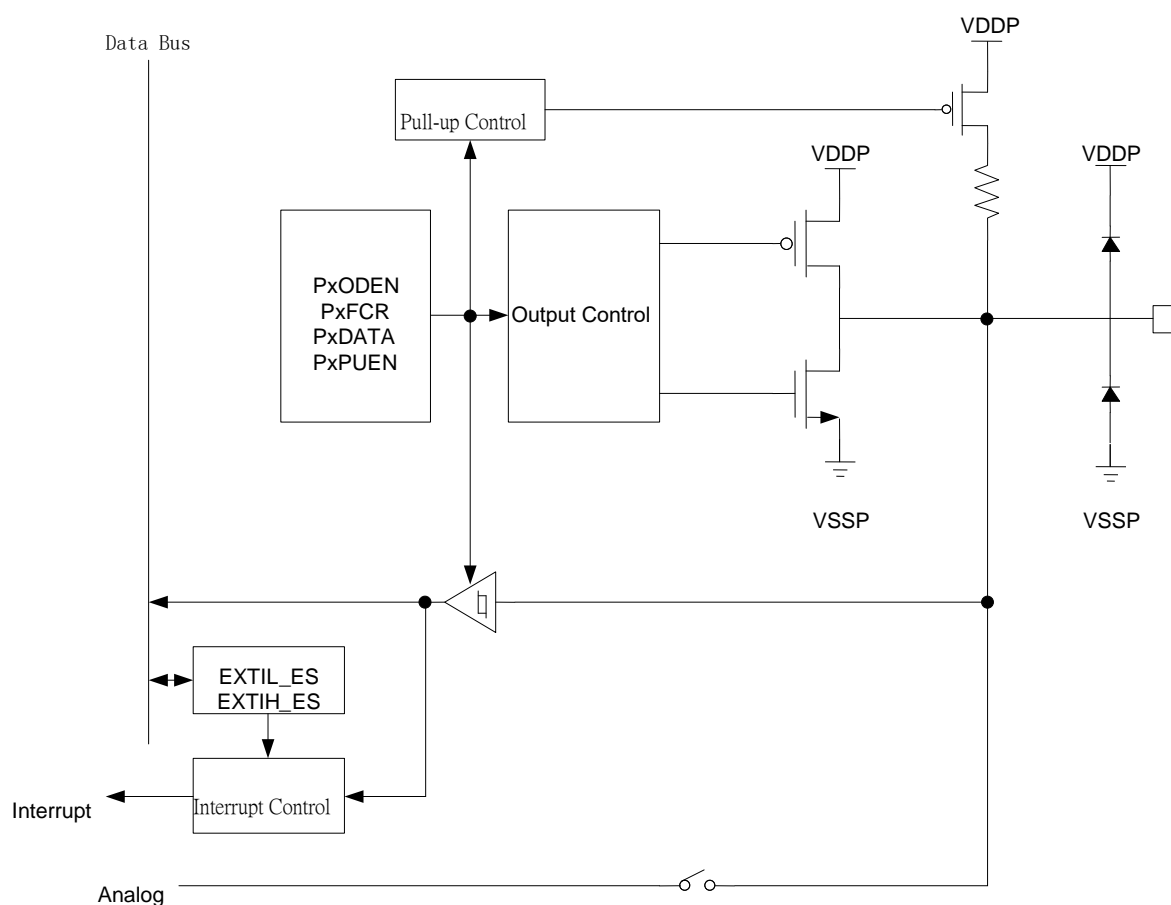 Data Bus
VDDP
Pull-up Control
VDDP
VDDP
PxODEN
PxFCR
PxDATA
PxPUEN
Output Control
VSSP
VSSP
EXTIL_ES
EXTIH_ES
Interrupt Control
Interrupt
Analog